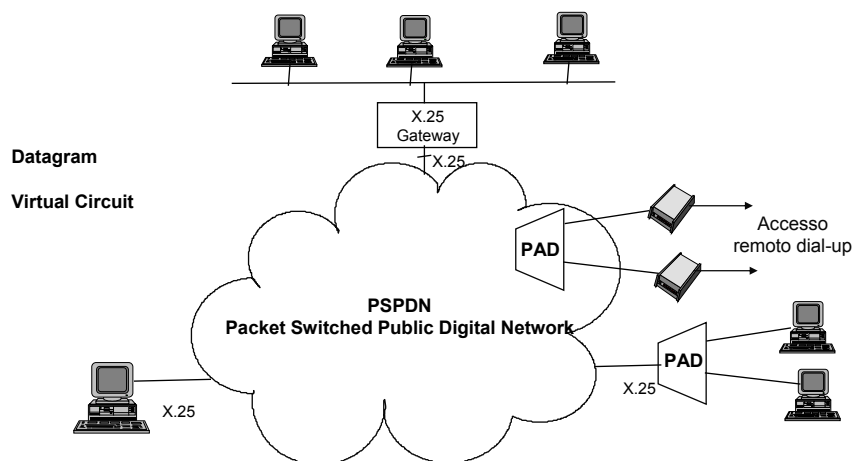 X.25
Gateway
X.25
Datagram
Virtual Circuit
PAD
Accesso
remoto dial-up
PSPDN
Packet Switched Public Digital Network
PAD
X.25
X.25